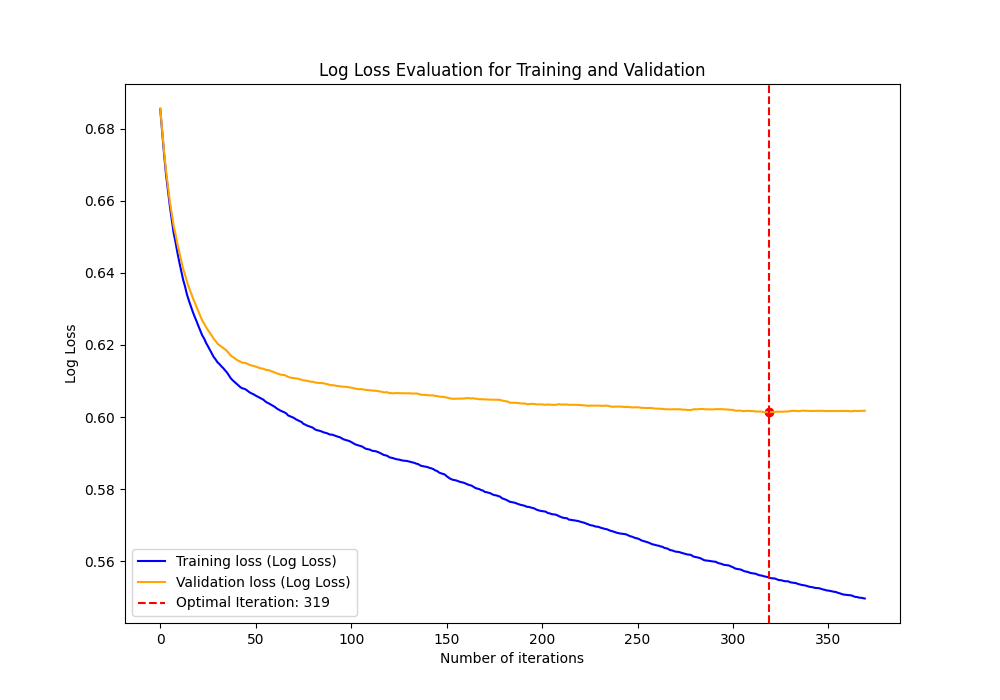 Log Loss Evaluation for Training and Validation
0.68
0.66
0.64
0.62
0.60
0.58
0.56
Log Loss
Training loss (Log Loss)
Validation loss (Log Loss)
Optimal Iteration: 319
0 50 100 150 200 250 300 350
Number of iterations